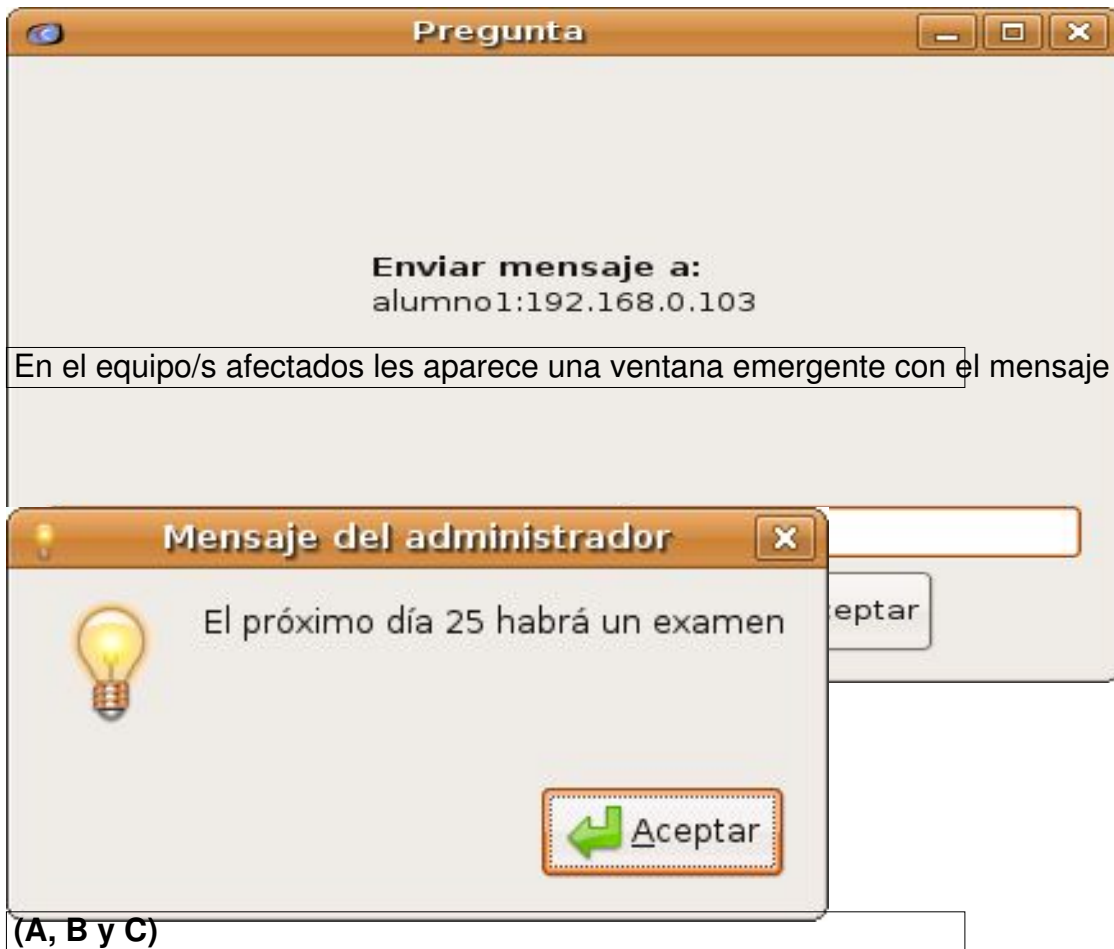 Pregunta
Enviar mensaje a:
alumno1:192.168.0.103
En el equipo/s afectados les aparece una ventana emergente con el mensaje
Mensaje del administrador
El próximo día 25 habrá un examen
Aceptar
(A, B y C)